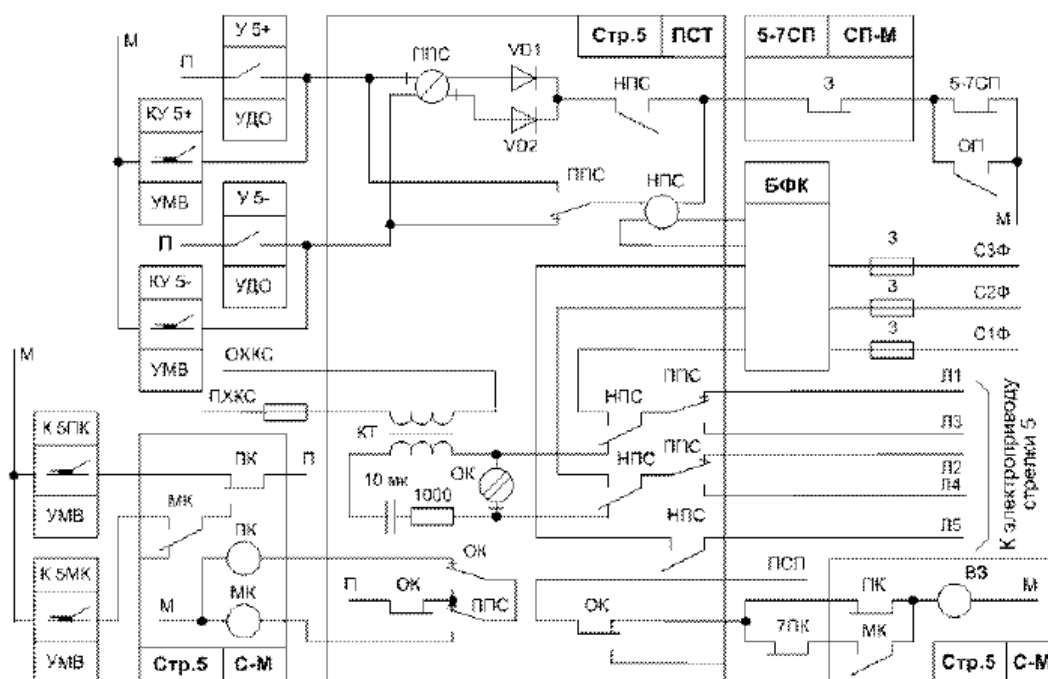 М
У 5+
П
УДО
КУ 5+
УМВ
У 5-
П
УДО
КУ 5-
УМВ
ППС
VD1
VD2
Стр.5
ПСТ
НПС
ППС
НПС
5-7СП
СП-М
З
5-7СП
ОП
М
БФК
З
С3Ф
З
С2Ф
З
С1Ф
ОХКС
ПХКС
КТ
10 мк
1000
ОК
НПС
ППС
Л1
Л3
НПС
ППС
Л2
Л4
НПС
Л5
К электроприводу
стрелки 5
М
К 5ПК
УМВ
К 5МК
УМВ
ПК
П
МК
ПК
М
МК
Стр.5
С-М
П
ОК
ОК
ППС
ПСП
ОК
ПК
7ПК
МК
ВЗ
М
Стр.5
С-М